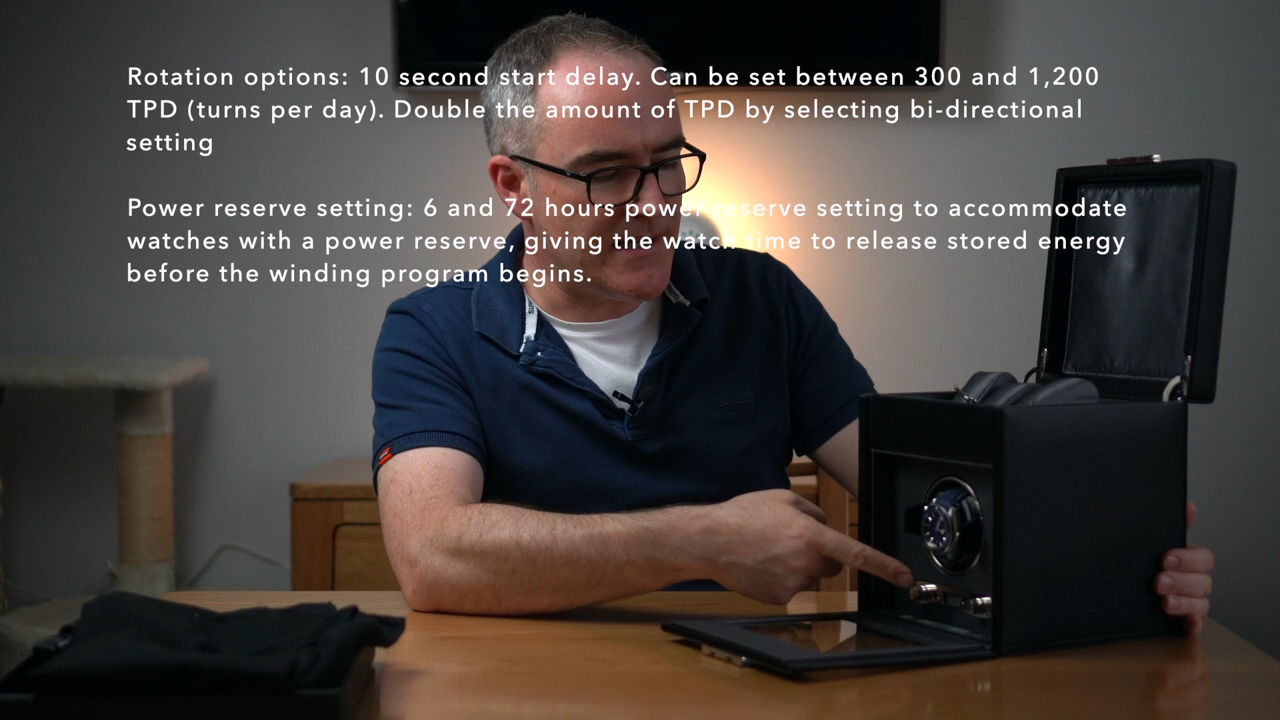 Rotation options: 10 second start delay. Can be set between 300 and 1,200
TPD (turns per day). Double the amount of TPD by selecting bi-directional
setting
Power reserve setting: 6 and 72 hours power reserve setting to accommodate
watches with a power reserve, giving the watch time to release stored energy
before the winding program begins.